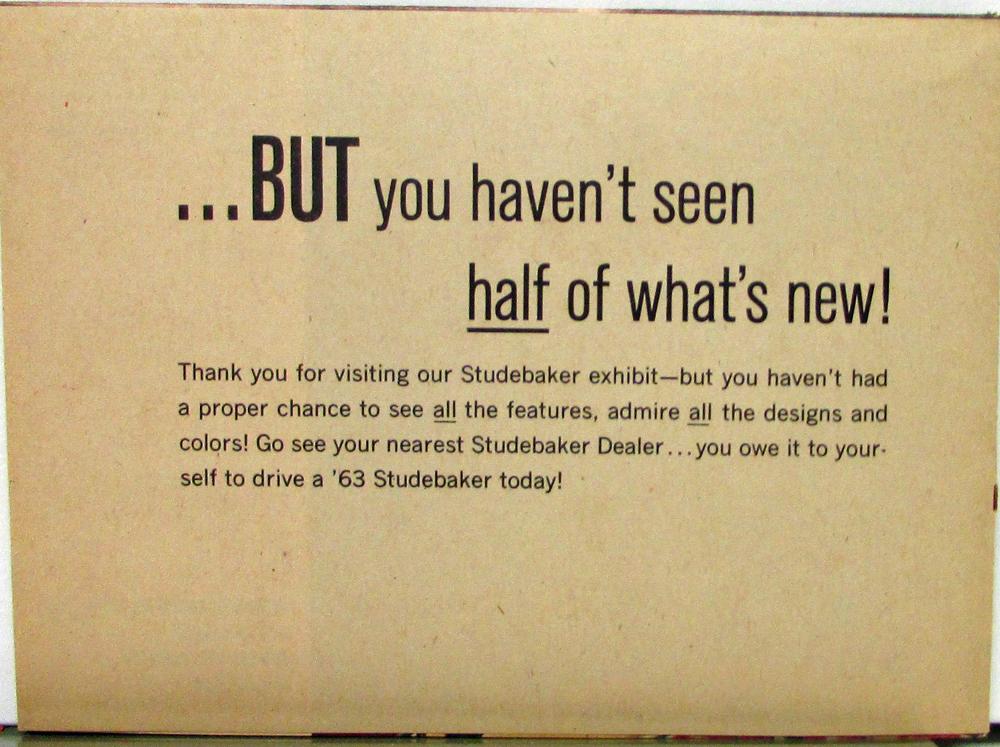 ...BUT you haven't seen
half of what's new!
Thank you for visiting our Studebaker exhibit—but you haven't had
a proper chance to see all the features, admire all the designs and
colors! Go see your nearest Studebaker Dealer...you owe it to your-
self to drive a '63 Studebaker today!